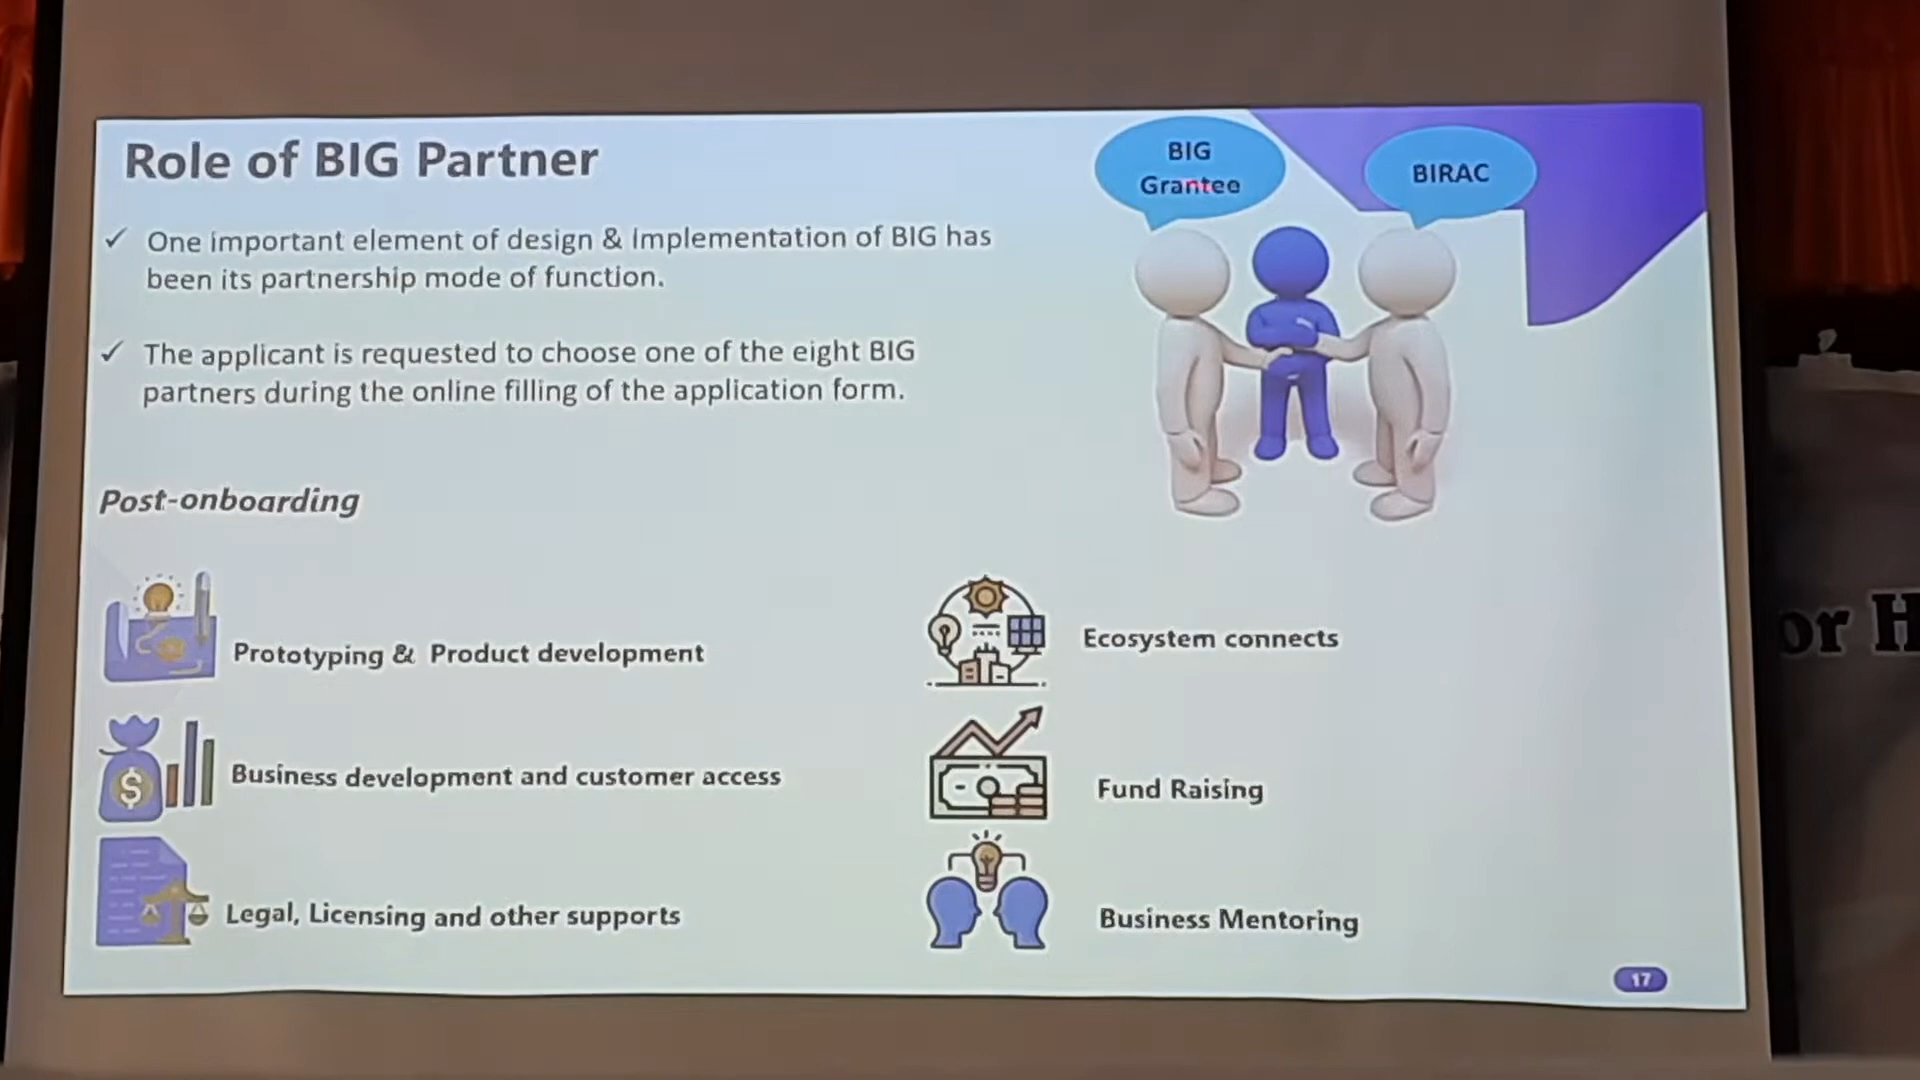 Role of BIG Partner
BIG
Grantee
BIRAC
✓ One important element of design & Implementation of BIG has
been its partnership mode of function.
✓ The applicant is requested to choose one of the eight BIG
partners during the online filling of the application form.
Post-onboarding
Prototyping & Product development
Ecosystem connects
Business development and customer access
Fund Raising
Legal, Licensing and other supports
Business Mentoring
17
or H